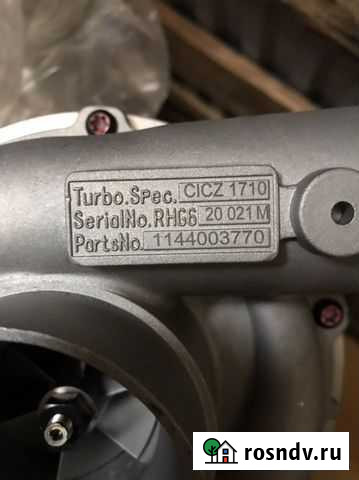 Turbo.Spec. CICZ 1710
SerialNo.RHG6 20 021 M
PartsNo. 1144003770
rosndv.ru